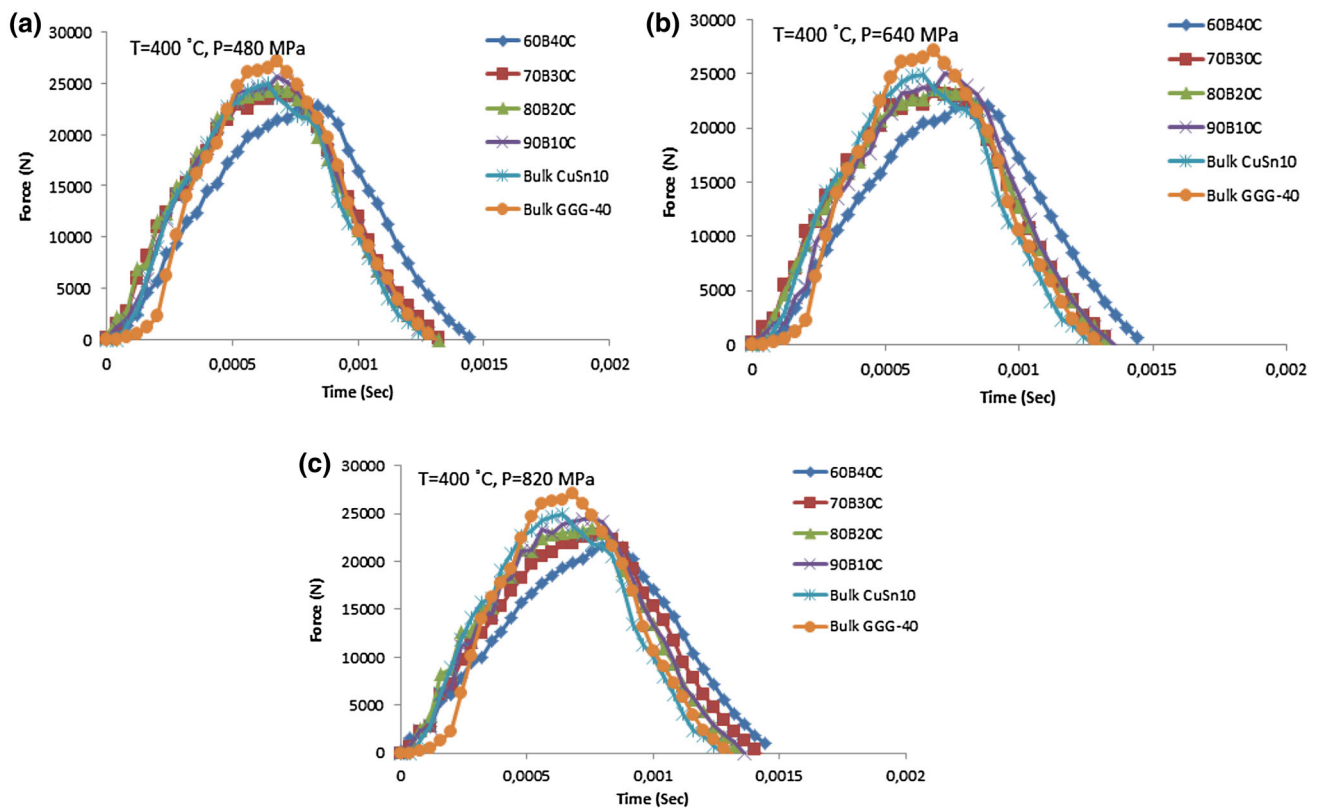 (a)
T=400 ˚C, P=480 MPa
30000
25000
20000
15000
10000
5000
0
Force (N)
0
0,0005
0,001
0,0015
0,002
Time (Sec)
60B40C
70B30C
80B20C
90B10C
Bulk CuSn10
Bulk GGG-40
(b)
T=400 ˚C, P=640 MPa
30000
25000
20000
15000
10000
5000
0
Force (N)
0
0,0005
0,001
0,0015
0,002
Time (Sec)
60B40C
70B30C
80B20C
90B10C
Bulk CuSn10
Bulk GGG-40
(c)
T=400 ˚C, P=820 MPa
30000
25000
20000
15000
10000
5000
0
Force (N)
0
0,0005
0,001
0,0015
0,002
Time (Sec)
60B40C
70B30C
80B20C
90B10C
Bulk CuSn10
Bulk GGG-40